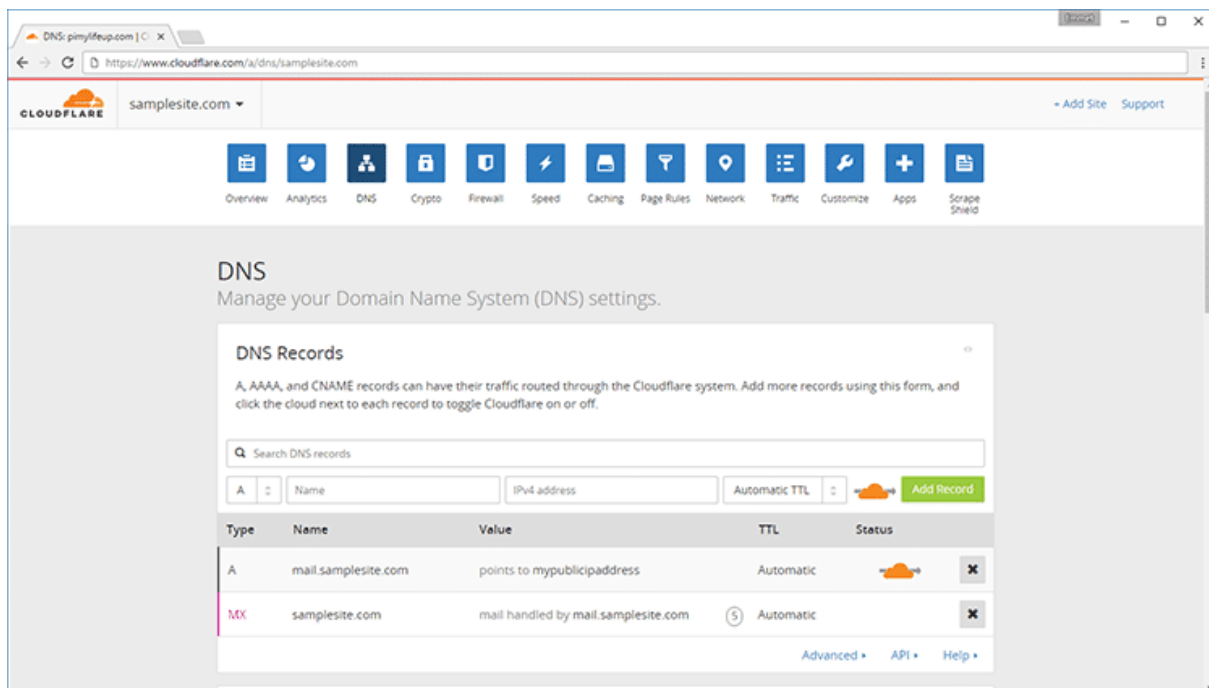 Emmet
DNS: pimylifeup.com | Cl
https://www.cloudflare.com/a/dns/samplesite.com
CLOUDFLARE
samplesite.com
+ Add Site Support
Overview Analytics DNS Crypto Firewall Speed Caching Page Rules Network Traffic Customize Apps Scrape
Shield
DNS
Manage your Domain Name System (DNS) settings.
DNS Records
A, AAAA, and CNAME records can have their traffic routed through the Cloudflare system. Add more records using this form, and
click the cloud next to each record to toggle Cloudflare on or off.
Search DNS records
A Name IPv4 address Automatic TTL Add Record
Type Name Value TTL Status
A mail.samplesite.com points to mypublicipaddress Automatic
MX samplesite.com mail handled by mail.samplesite.com 5 Automatic
Advanced API Help